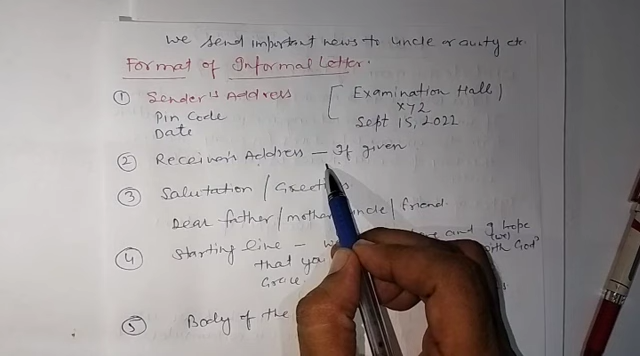 We send important news to uncle or aunty etc.
Format of Informal Letter.
① Sender's Address [Examination Hall,
Pin Code XYZ
Date Sept 15, 2022
② Receiver's Address — If given
③ Salutation /
Dear father/mother/uncle/friend.
④ Starting line - and I hope
that you with God's
Grace.
⑤ Body of the